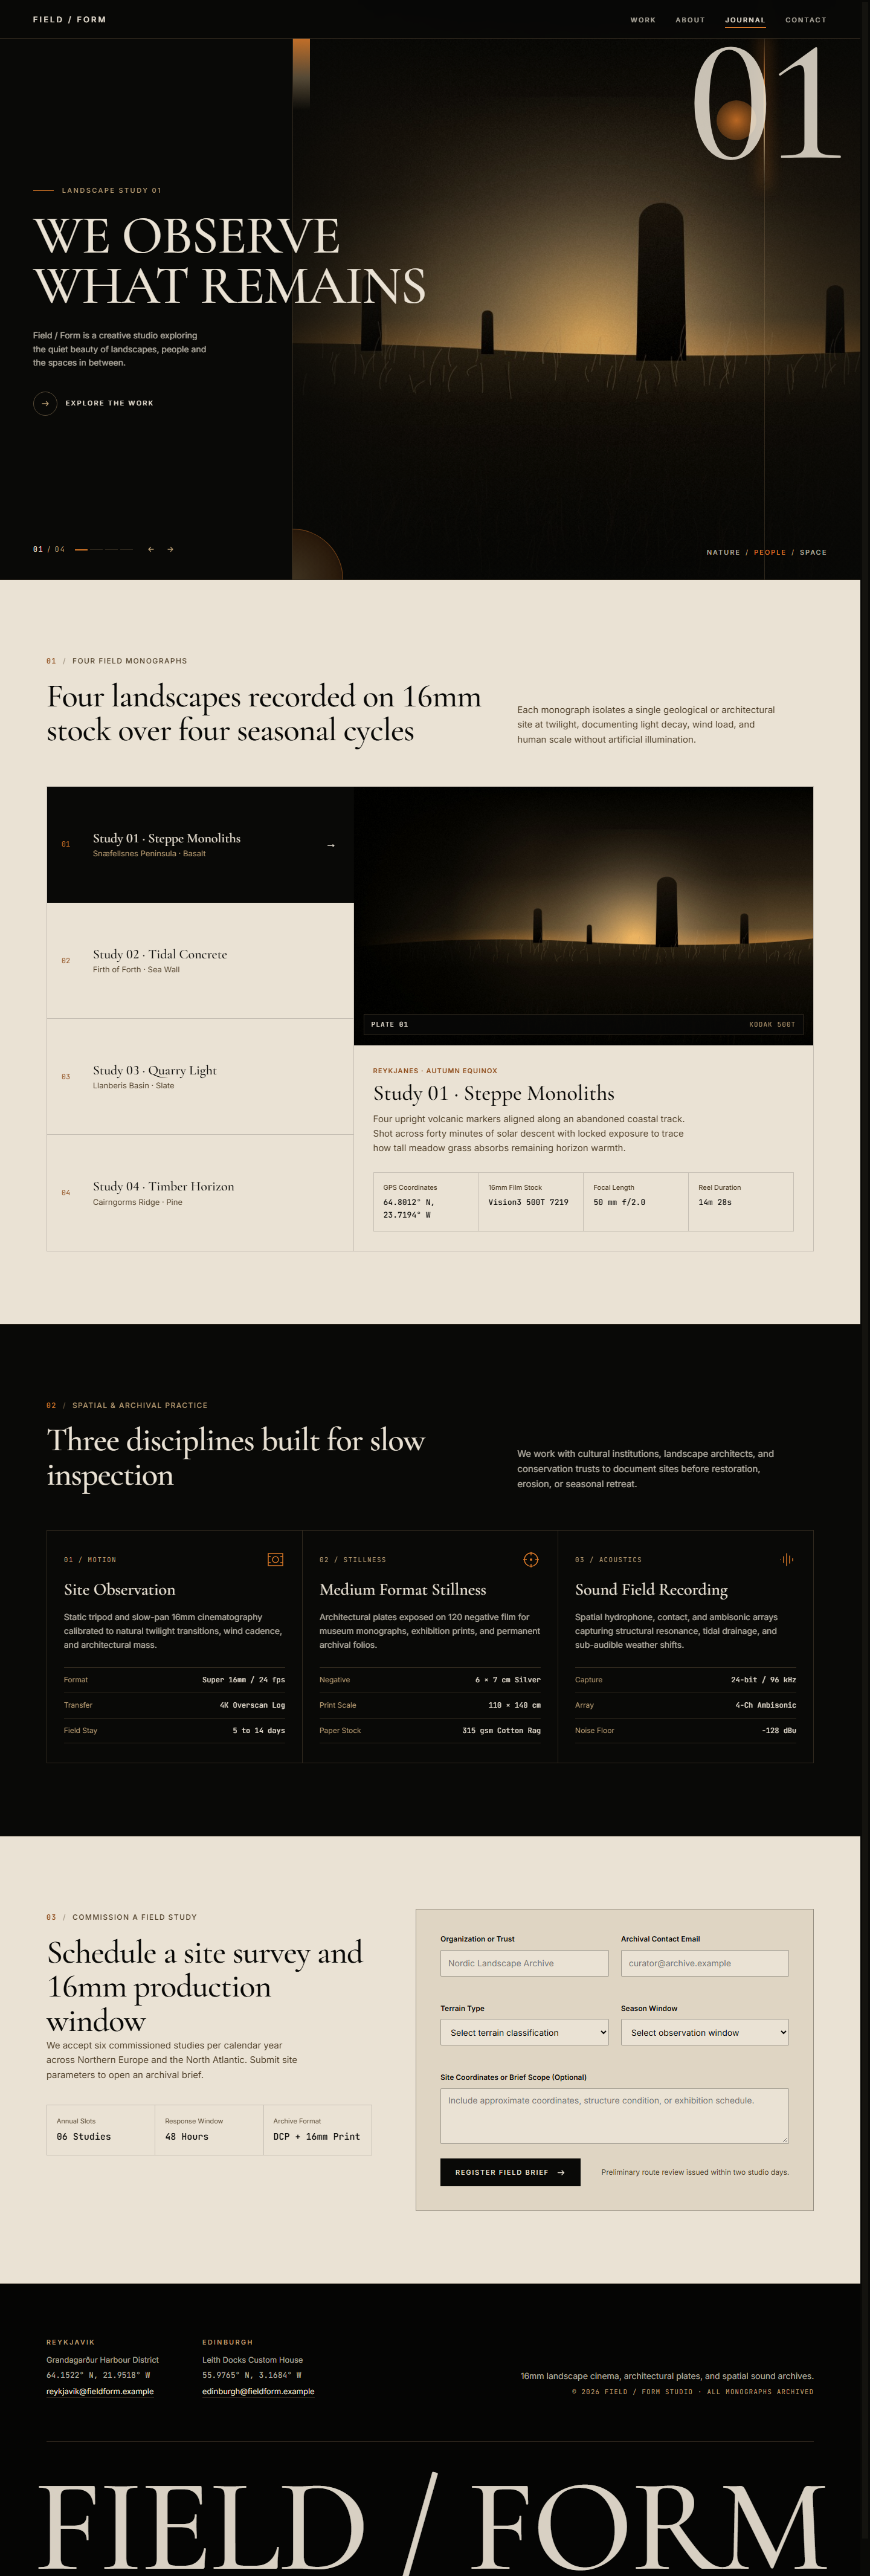 FIELD / FORM
WORK ABOUT JOURNAL CONTACT
01
LANDSCAPE STUDY 01
WE OBSERVE
WHAT REMAINS
Field / Form is a creative studio exploring
the quiet beauty of landscapes, people and
the spaces in between.
→ EXPLORE THE WORK
01 / 04 ← →
NATURE / PEOPLE / SPACE
01 / FOUR FIELD MONOGRAPHS
Four landscapes recorded on 16mm
stock over four seasonal cycles
Each monograph isolates a single geological or architectural
site at twilight, documenting light decay, wind load, and
human scale without artificial illumination.
01
Study 01 · Steppe Monoliths
Snæfellsnes Peninsula · Basalt
→
02
Study 02 · Tidal Concrete
Firth of Forth · Sea Wall
03
Study 03 · Quarry Light
Llanberis Basin · Slate
04
Study 04 · Timber Horizon
Cairngorms Ridge · Pine
PLATE 01 KODAK 500T
REYKJANES · AUTUMN EQUINOX
Study 01 · Steppe Monoliths
Four upright volcanic markers aligned along an abandoned coastal track.
Shot across forty minutes of solar descent with locked exposure to trace
how tall meadow grass absorbs remaining horizon warmth.
GPS Coordinates
64.8012° N,
23.7194° W
16mm Film Stock
Vision3 500T 7219
Focal Length
50 mm f/2.0
Reel Duration
14m 28s
02 / SPATIAL & ARCHIVAL PRACTICE
Three disciplines built for slow
inspection
We work with cultural institutions, landscape architects, and
conservation trusts to document sites before restoration,
erosion, or seasonal retreat.
01 / MOTION
Site Observation
Static tripod and slow-pan 16mm cinematography
calibrated to natural twilight transitions, wind cadence,
and architectural mass.
Format Super 16mm / 24 fps
Transfer 4K Overscan Log
Field Stay 5 to 14 days
02 / STILLNESS
Medium Format Stillness
Architectural plates exposed on 120 negative film for
museum monographs, exhibition prints, and permanent
archival folios.
Negative 6 × 7 cm Silver
Print Scale 110 × 140 cm
Paper Stock 315 gsm Cotton Rag
03 / ACOUSTICS
Sound Field Recording
Spatial hydrophone, contact, and ambisonic arrays
capturing structural resonance, tidal drainage, and
sub-audible weather shifts.
Capture 24-bit / 96 kHz
Array 4-Ch Ambisonic
Noise Floor -128 dBu
03 / COMMISSION A FIELD STUDY
Schedule a site survey and
16mm production
window
We accept six commissioned studies per calendar year
across Northern Europe and the North Atlantic. Submit site
parameters to open an archival brief.
Annual Slots
06 Studies
Response Window
48 Hours
Archive Format
DCP + 16mm Print
Organization or Trust
Nordic Landscape Archive
Archival Contact Email
curator@archive.example
Terrain Type
Select terrain classification
Season Window
Select observation window
Site Coordinates or Brief Scope (Optional)
Include approximate coordinates, structure condition, or exhibition schedule.
REGISTER FIELD BRIEF →
Preliminary route review issued within two studio days.
REYKJAVIK
Grandagarður Harbour District
64.1522° N, 21.9518° W
reykjavik@fieldform.example
EDINBURGH
Leith Docks Custom House
55.9765° N, 3.1684° W
edinburgh@fieldform.example
16mm landscape cinema, architectural plates, and spatial sound archives.
© 2026 FIELD / FORM STUDIO · ALL MONOGRAPHS ARCHIVED
FIELD / FORM